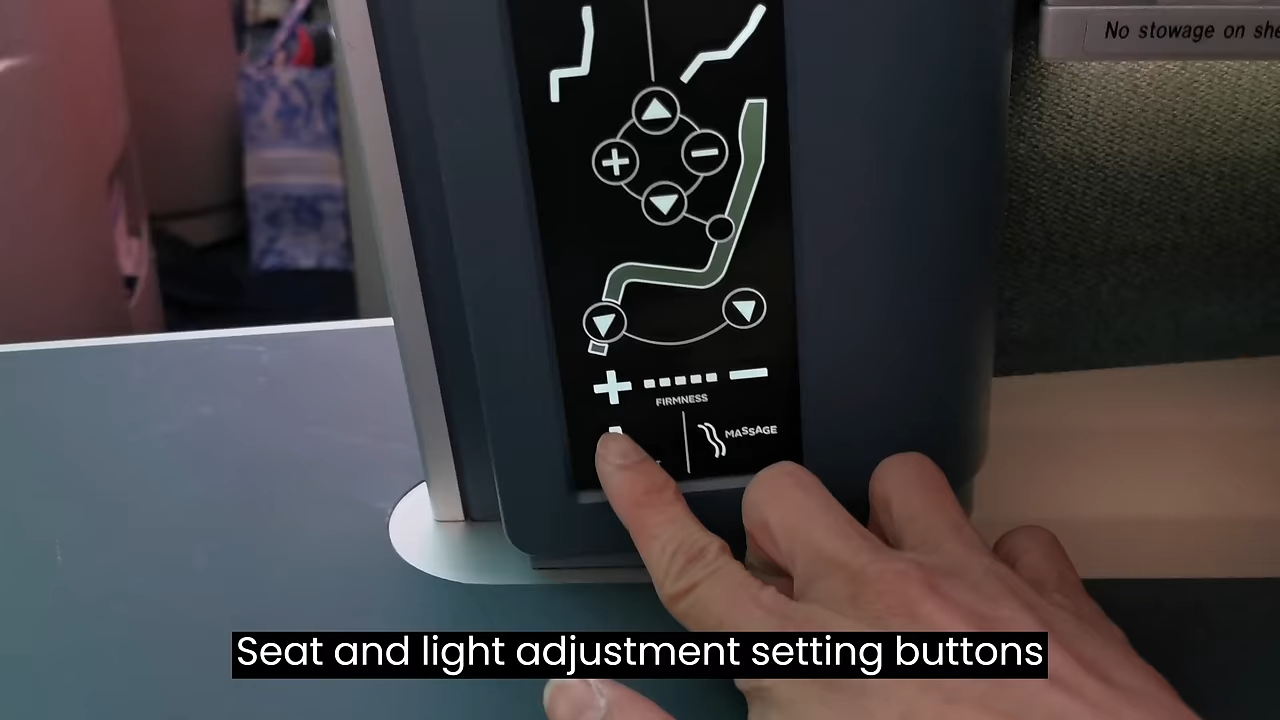 No stowage on she
FIRMNESS
MASSAGE
Seat and light adjustment setting buttons